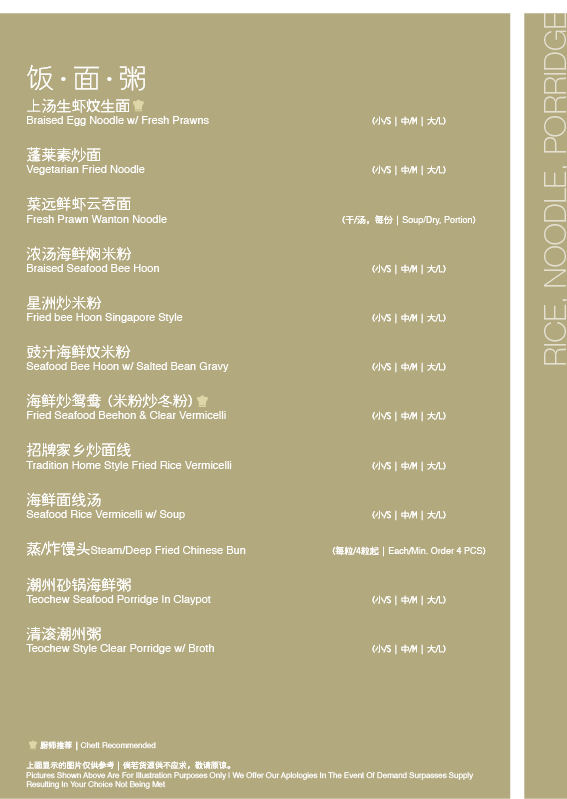 饭·面·粥
上汤生虾炆生面
Braised Egg Noodle w/ Fresh Prawns
(小/S | 中/M | 大/L)
蓬莱素炒面
Vegetarian Fried Noodle
(小/S | 中/M | 大/L)
菜远鲜虾云吞面
Fresh Prawn Wanton Noodle
(干/汤，每份 | Soup/Dry, Portion)
浓汤海鲜焖米粉
Braised Seafood Bee Hoon
(小/S | 中/M | 大/L)
星洲炒米粉
Fried bee Hoon Singapore Style
(小/S | 中/M | 大/L)
豉汁海鲜炆米粉
Seafood Bee Hoon w/ Salted Bean Gravy
(小/S | 中/M | 大/L)
海鲜炒鸳鸯（米粉炒冬粉）
Fried Seafood Beehon & Clear Vermicelli
(小/S | 中/M | 大/L)
招牌家乡炒面线
Tradition Home Style Fried Rice Vermicelli
(小/S | 中/M | 大/L)
海鲜面线汤
Seafood Rice Vermicelli w/ Soup
(小/S | 中/M | 大/L)
蒸/炸馒头Steam/Deep Fried Chinese Bun
(每粒/4粒起 | Each/Min. Order 4 PCS)
潮州砂锅海鲜粥
Teochew Seafood Porridge In Claypot
(小/S | 中/M | 大/L)
清滚潮州粥
Teochew Style Clear Porridge w/ Broth
(小/S | 中/M | 大/L)
厨师推荐 | Cheft Recommended
上面显示的图片仅供参考 | 倘若货源供不应求，敬请原谅。
Pictures Shown Above Are For Illustration Purposes Only | We Offer Our Aplologies In The Event Of Demand Surpasses Supply
Resulting In Your Choice Not Being Met
RICE, NOODLE, PORRIDGE